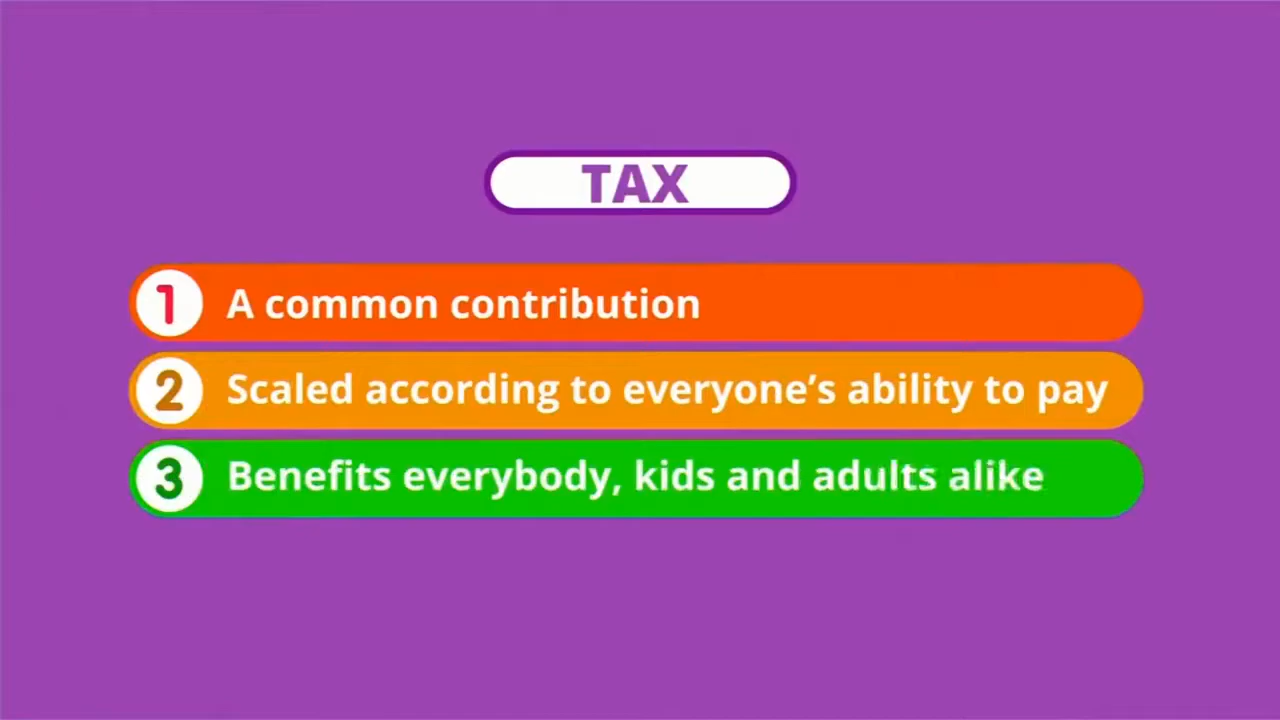 TAX
1 A common contribution
2 Scaled according to everyone’s ability to pay
3 Benefits everybody, kids and adults alike